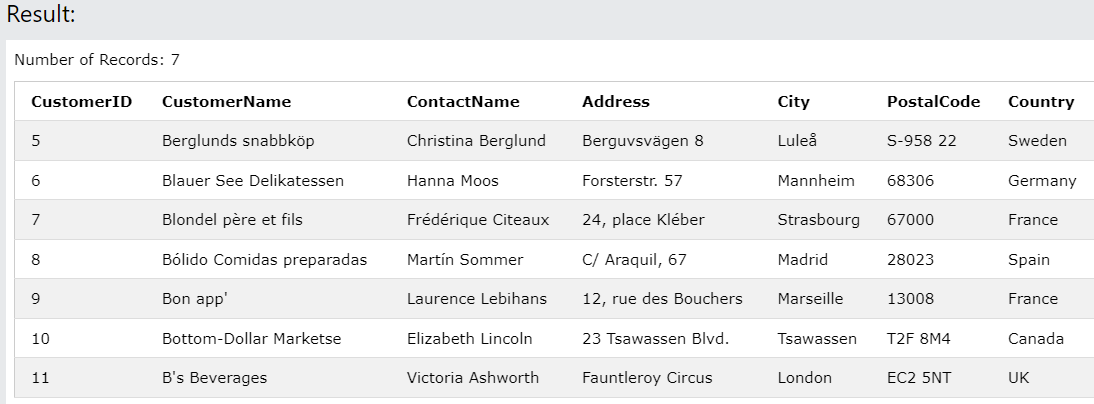 Result:
Number of Records: 7
CustomerID CustomerName ContactName Address City PostalCode Country
5 Berglunds snabbköp Christina Berglund Berguvsvägen 8 Luleå S-958 22 Sweden
6 Blauer See Delikatessen Hanna Moos Forsterstr. 57 Mannheim 68306 Germany
7 Blondel père et fils Frédérique Citeaux 24, place Kléber Strasbourg 67000 France
8 Bólido Comidas preparadas Martín Sommer C/ Araquil, 67 Madrid 28023 Spain
9 Bon app' Laurence Lebihans 12, rue des Bouchers Marseille 13008 France
10 Bottom-Dollar Marketse Elizabeth Lincoln 23 Tsawassen Blvd. Tsawassen T2F 8M4 Canada
11 B's Beverages Victoria Ashworth Fauntleroy Circus London EC2 5NT UK